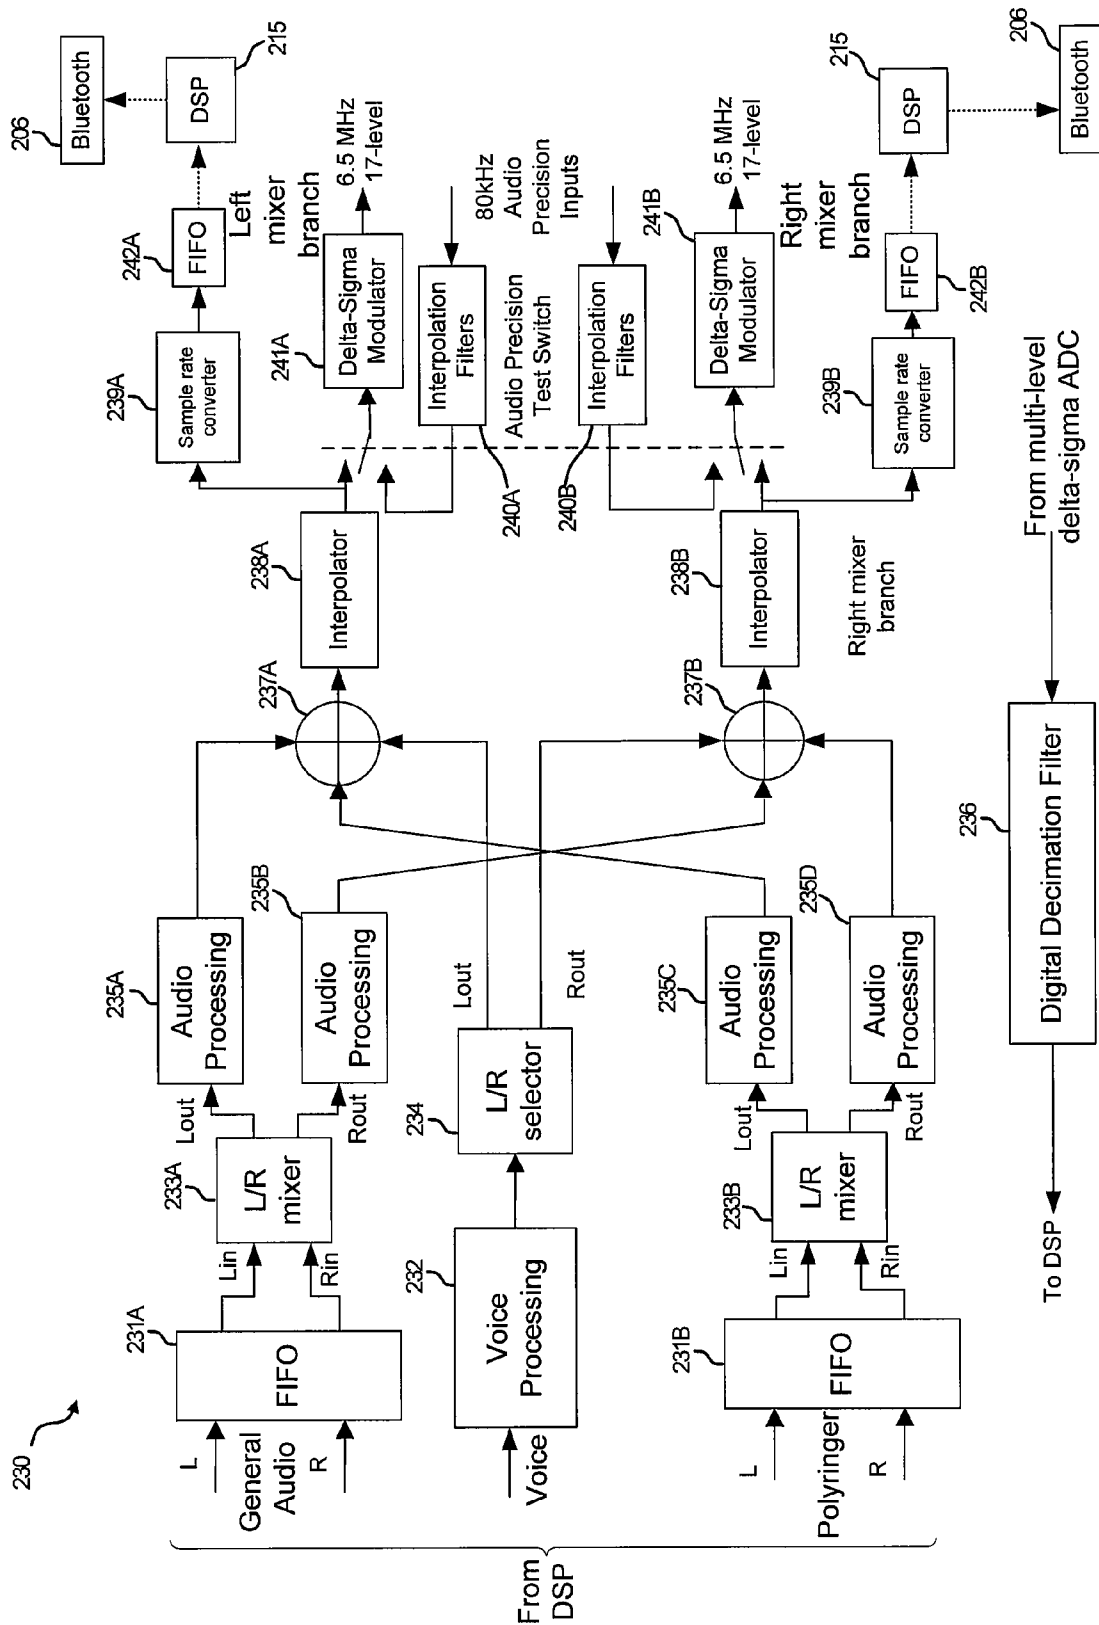 230
From
DSP
L
General
Audio
R
231A
FIFO
Lin
Rin
233A
L/R
mixer
Lout
Rout
235A
Audio
Processing
235B
Audio
Processing
Voice
232
Voice
Processing
234
L/R
selector
Lout
Rout
L
Polyringer
R
231B
FIFO
Lin
Rin
233B
L/R
mixer
Lout
Rout
235C
Audio
Processing
235D
Audio
Processing
237A
237B
238A
Interpolator
238B
Interpolator
Right mixer
branch
239A
Sample rate
converter
242A
FIFO
215
DSP
206
Bluetooth
Left
mixer
branch
241A
Delta-Sigma
Modulator
6.5 MHz
17-level
240A
Interpolation
Filters
Audio Precision
Test Switch
80kHz
Audio
Precision
Inputs
240B
Interpolation
Filters
241B
Delta-Sigma
Modulator
6.5 MHz
17-level
Right
mixer
branch
239B
Sample rate
converter
242B
FIFO
215
DSP
206
Bluetooth
To DSP
236
Digital Decimation Filter
From multi-level
delta-sigma ADC